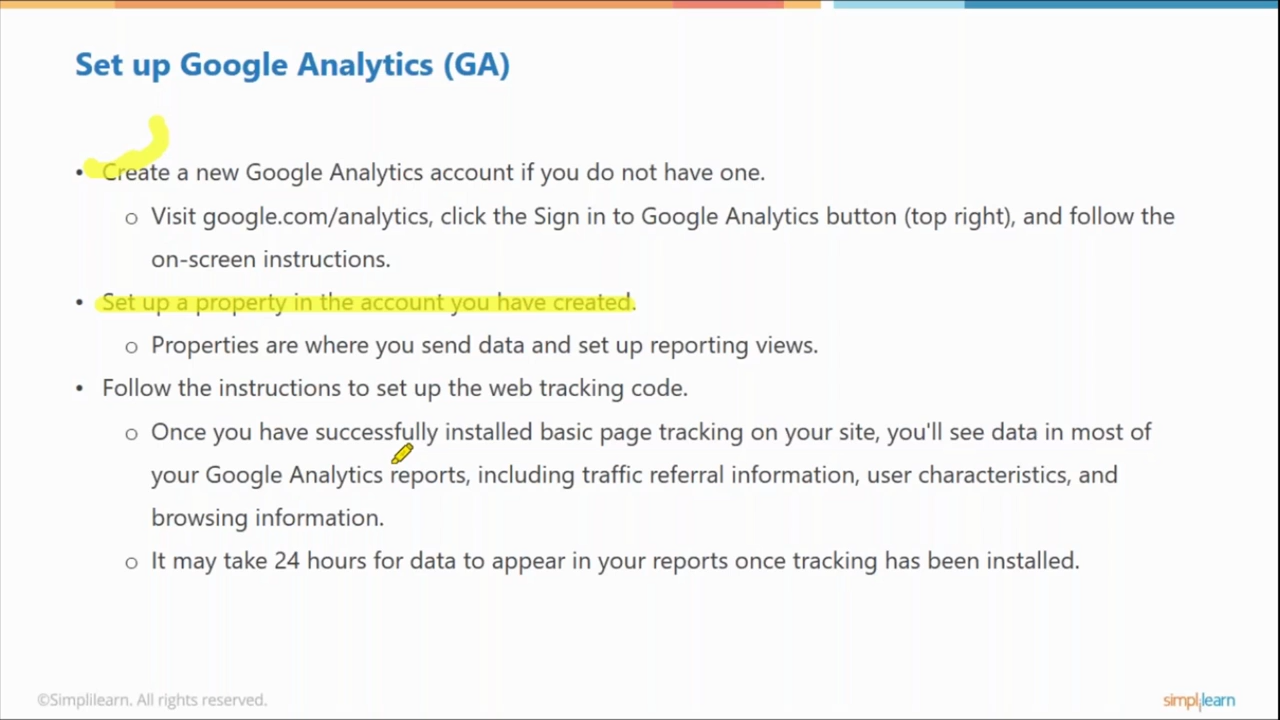 Set up Google Analytics (GA)
• Create a new Google Analytics account if you do not have one.
o Visit google.com/analytics, click the Sign in to Google Analytics button (top right), and follow the
on-screen instructions.
• Set up a property in the account you have created.
o Properties are where you send data and set up reporting views.
• Follow the instructions to set up the web tracking code.
o Once you have successfully installed basic page tracking on your site, you'll see data in most of
your Google Analytics reports, including traffic referral information, user characteristics, and
browsing information.
o It may take 24 hours for data to appear in your reports once tracking has been installed.
©Simplilearn. All rights reserved.
simplilearn